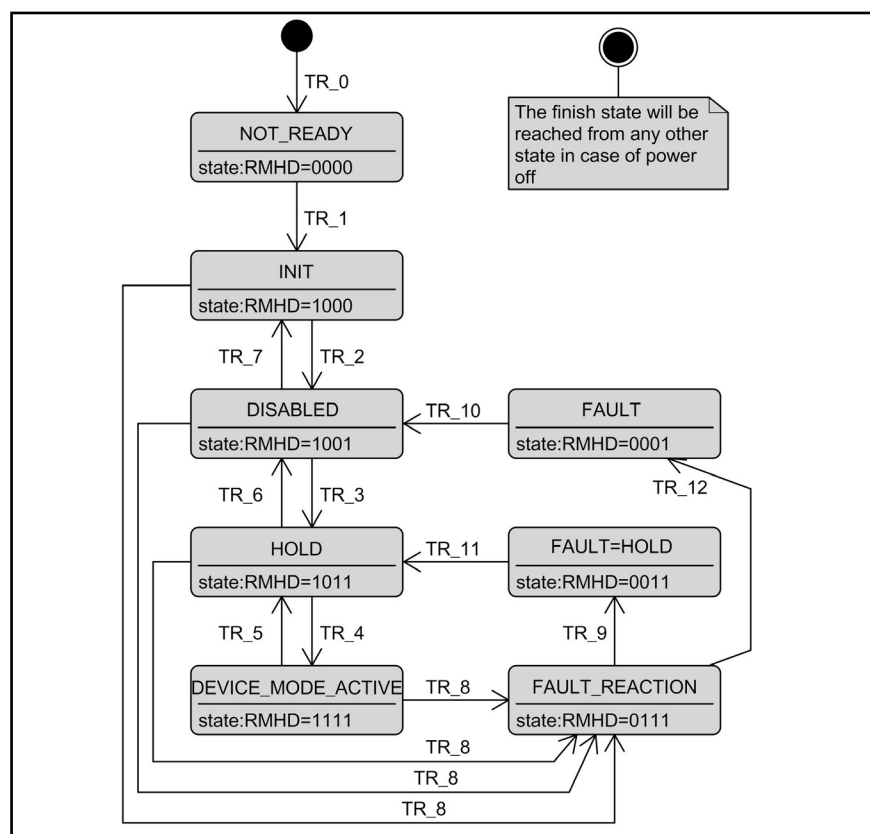 TR_0
NOT_READY
state:RMHD=0000
The finish state will be
reached from any other
state in case of power
off
TR_1
INIT
state:RMHD=1000
TR_7
TR_2
DISABLED
state:RMHD=1001
TR_10
FAULT
state:RMHD=0001
TR_6
TR_3
TR_12
HOLD
state:RMHD=1011
TR_11
FAULT=HOLD
state:RMHD=0011
TR_5
TR_4
TR_9
DEVICE_MODE_ACTIVE
state:RMHD=1111
TR_8
FAULT_REACTION
state:RMHD=0111
TR_8
TR_8
TR_8